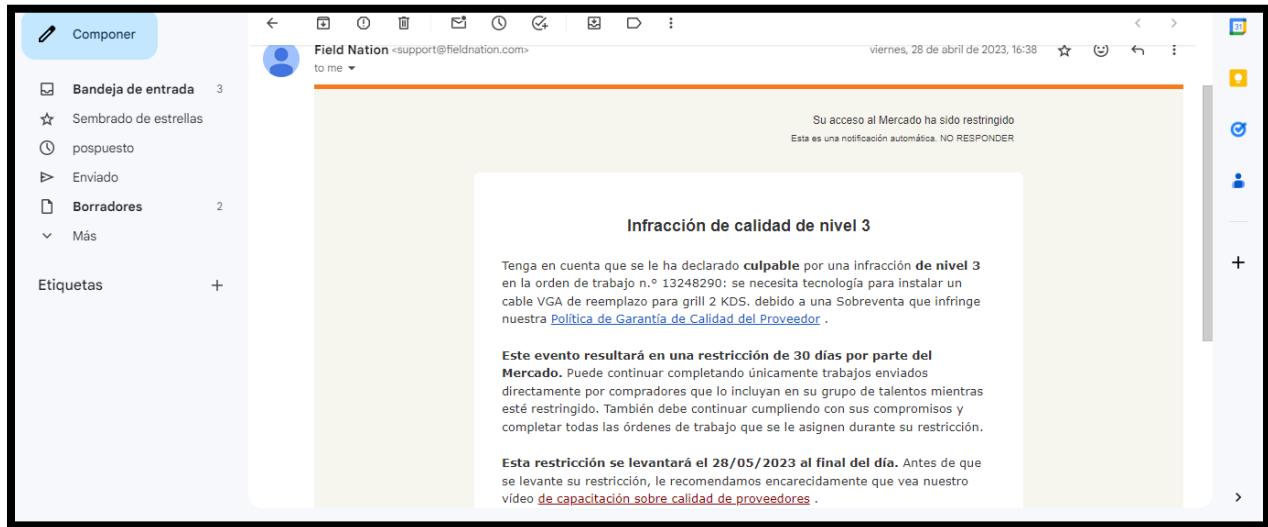 Componer
Bandeja de entrada 3
Sembrado de estrellas
pospuesto
Enviado
Borradores 2
Más
Etiquetas +
Field Nation <support@fieldnation.com>
viernes, 28 de abril de 2023, 16:38
to me
31
Su acceso al Mercado ha sido restringido
Esta es una notificación automática. NO RESPONDER
Infracción de calidad de nivel 3
Tenga en cuenta que se le ha declarado culpable por una infracción de nivel 3
en la orden de trabajo n.º 13248290: se necesita tecnología para instalar un
cable VGA de reemplazo para grill 2 KDS. debido a una Sobreventa que infringe
nuestra Política de Garantía de Calidad del Proveedor .
Este evento resultará en una restricción de 30 días por parte del
Mercado. Puede continuar completando únicamente trabajos enviados
directamente por compradores que lo incluyan en su grupo de talentos mientras
esté restringido. También debe continuar cumpliendo con sus compromisos y
completar todas las órdenes de trabajo que se le asignen durante su restricción.
Esta restricción se levantará el 28/05/2023 al final del día. Antes de que
se levante su restricción, le recomendamos encarecidamente que vea nuestro
vídeo de capacitación sobre calidad de proveedores .